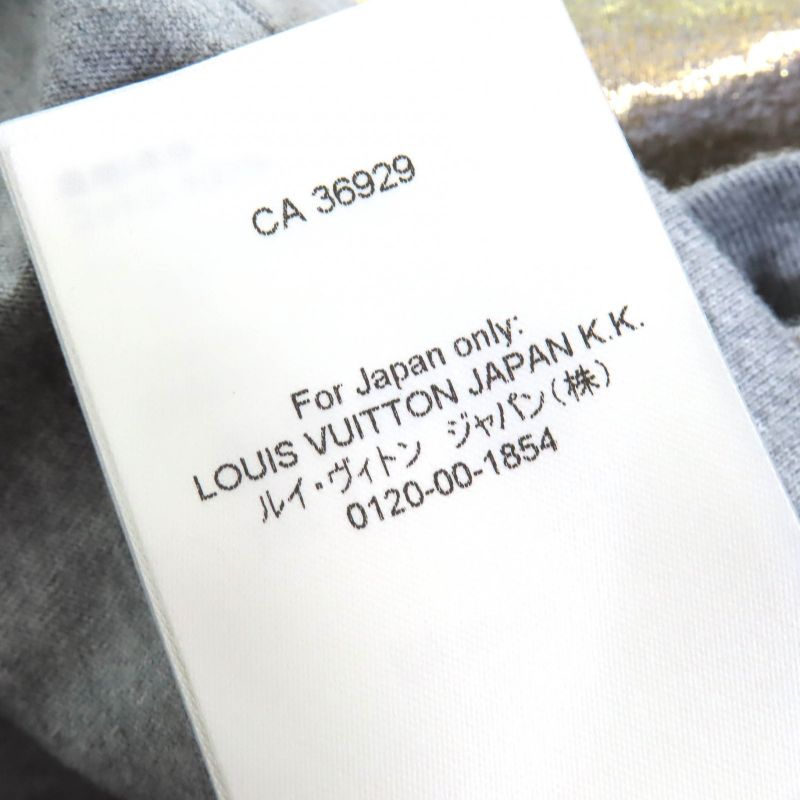 CA 36929
For Japan only:
LOUIS VUITTON JAPAN K.K.
ルイ・ヴィトン ジャパン(株)
0120-00-1854